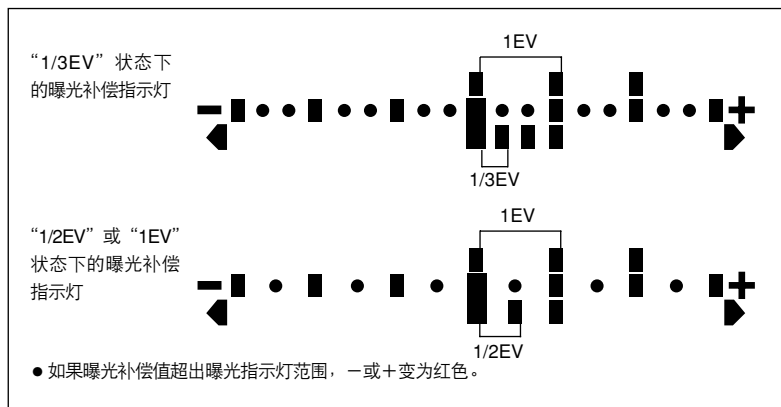 “1/3EV”状态下
的曝光补偿指示灯
1EV
1/3EV
“1/2EV”或“1EV”
状态下的曝光补偿
指示灯
1EV
1/2EV
● 如果曝光补偿值超出曝光指示灯范围，－或＋变为红色。